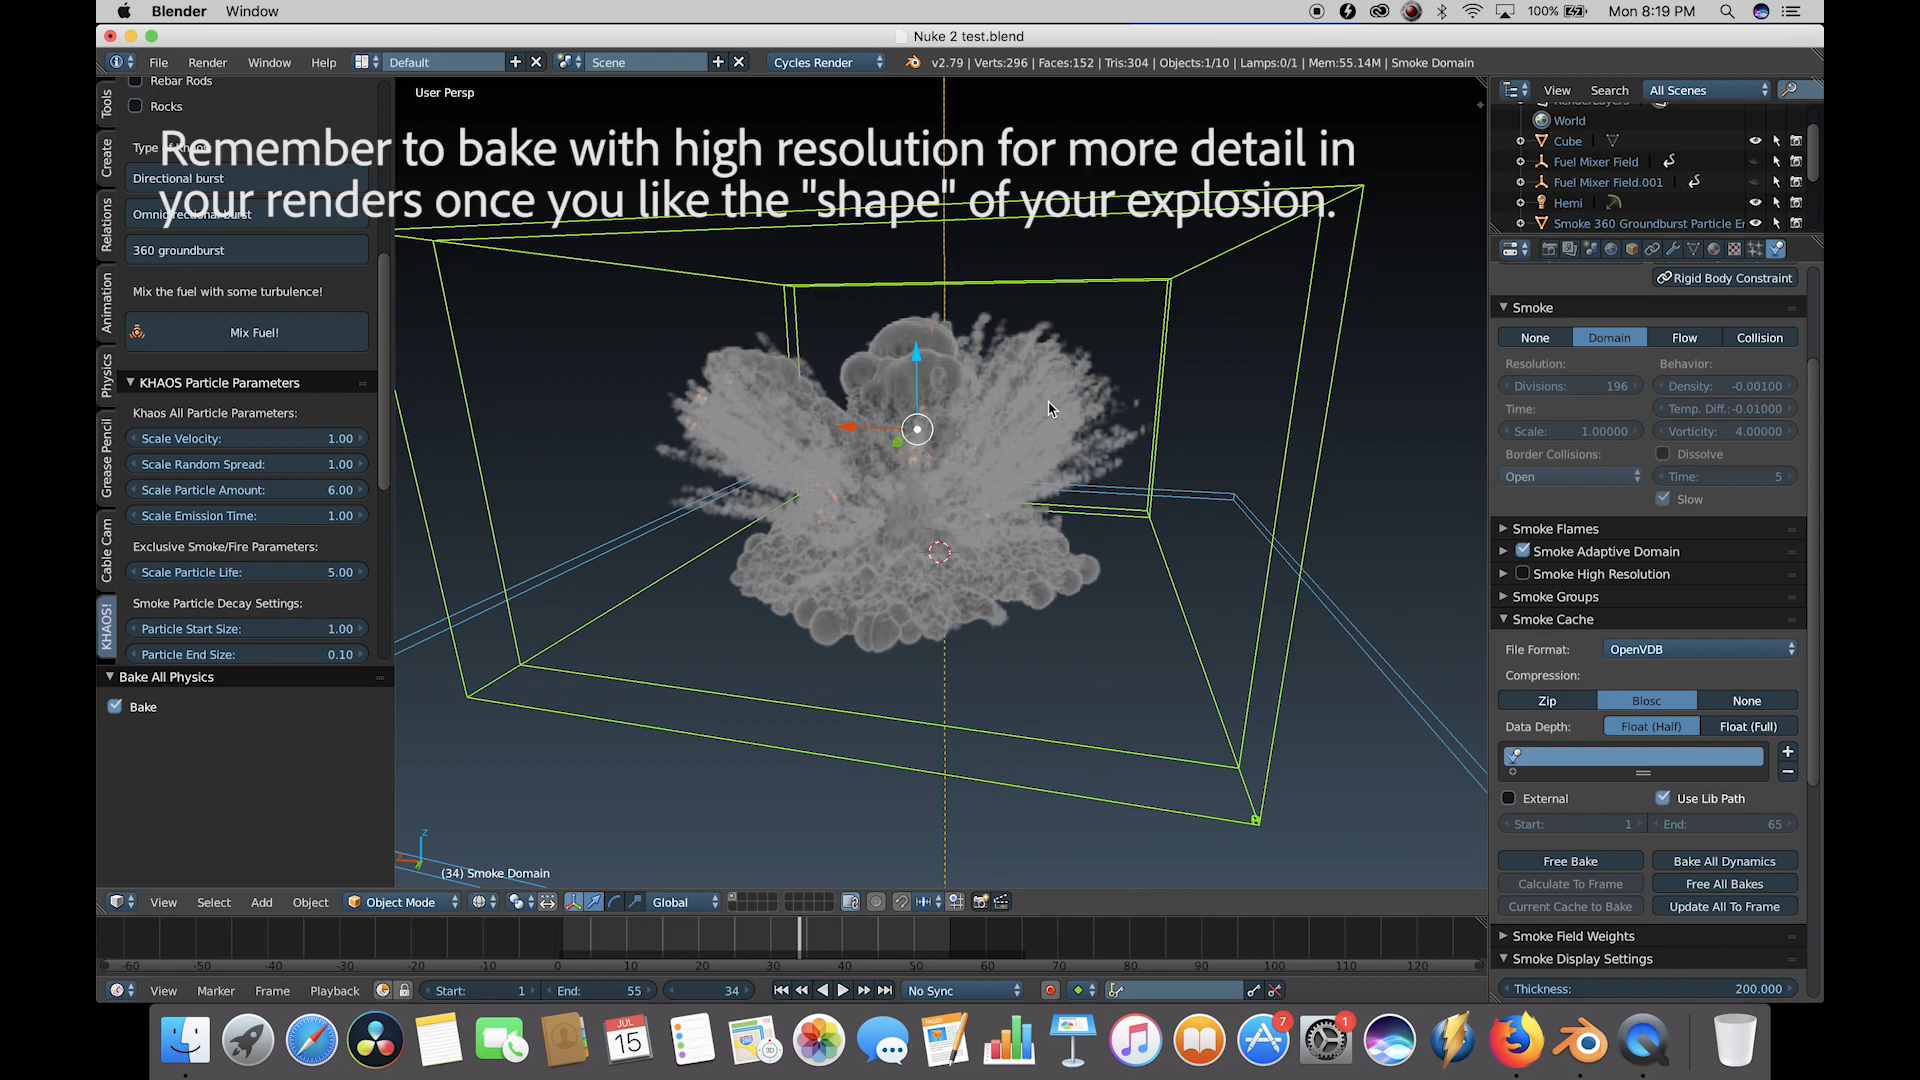 Blender Window
100% Mon 8:19 PM
Nuke 2 test.blend
File Render Window Help Default Scene Cycles Render v2.79 | Verts:296 | Faces:152 | Tris:304 | Objects:1/10 | Lamps:0/1 | Mem:55.14M | Smoke Domain
Tools
Create
Relations
Animation
Physics
Grease Pencil
Cable Cam
KHAOS!
Rebar Rods
Rocks
Directional burst
360 groundburst
Mix the fuel with some turbulence!
Mix Fuel!
KHAOS Particle Parameters
Khaos All Particle Parameters:
Scale Velocity: 1.00
Scale Random Spread: 1.00
Scale Particle Amount: 6.00
Scale Emission Time: 1.00
Exclusive Smoke/Fire Parameters:
Scale Particle Life: 5.00
Smoke Particle Decay Settings:
Particle Start Size: 1.00
Particle End Size: 0.10
Bake All Physics
Bake
User Persp
Remember to bake with high resolution for more detail in
your renders once you like the "shape" of your explosion.
z
(34) Smoke Domain
View Search All Scenes
World
Cube
Fuel Mixer Field
Fuel Mixer Field.001
Hemi
Smoke 360 Groundburst Particle Er
Rigid Body Constraint
Smoke
None Domain Flow Collision
Resolution: Behavior:
Divisions: 196 Density: -0.00100
Time: Temp. Diff.: -0.01000
Scale: 1.00000 Vorticity: 4.00000
Border Collisions: Dissolve
Open Time: 5
Slow
Smoke Flames
Smoke Adaptive Domain
Smoke High Resolution
Smoke Groups
Smoke Cache
File Format: OpenVDB
Compression:
Zip Blosc None
Data Depth: Float (Half) Float (Full)
External Use Lib Path
Start: 1 End: 65
Free Bake Bake All Dynamics
Calculate To Frame Free All Bakes
Current Cache to Bake Update All To Frame
Smoke Field Weights
Smoke Display Settings
Thickness: 200.000
View Select Add Object Object Mode Global
-60 -50 -40 -30 -20 -10 0 10 20 30 40 50 60 70 80 90 100 110 120
View Marker Frame Playback Start: 1 End: 55 34 No Sync
JUL
15
3D
7
1